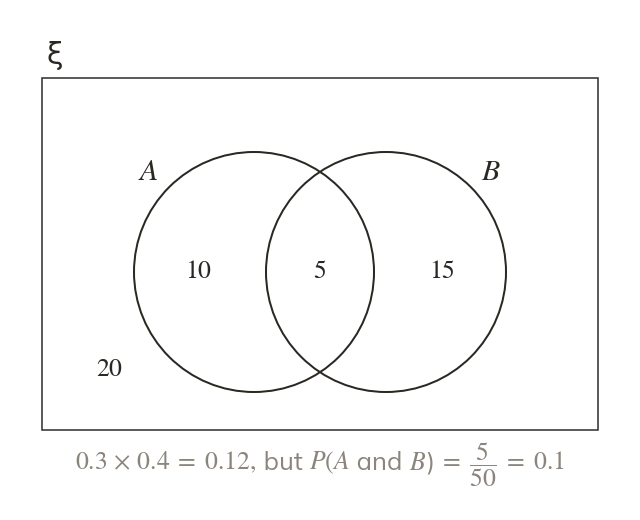 ξ
A B
10 5 15
20
0.3 × 0.4 = 0.12, but P(A and B) = 5/50 = 0.1